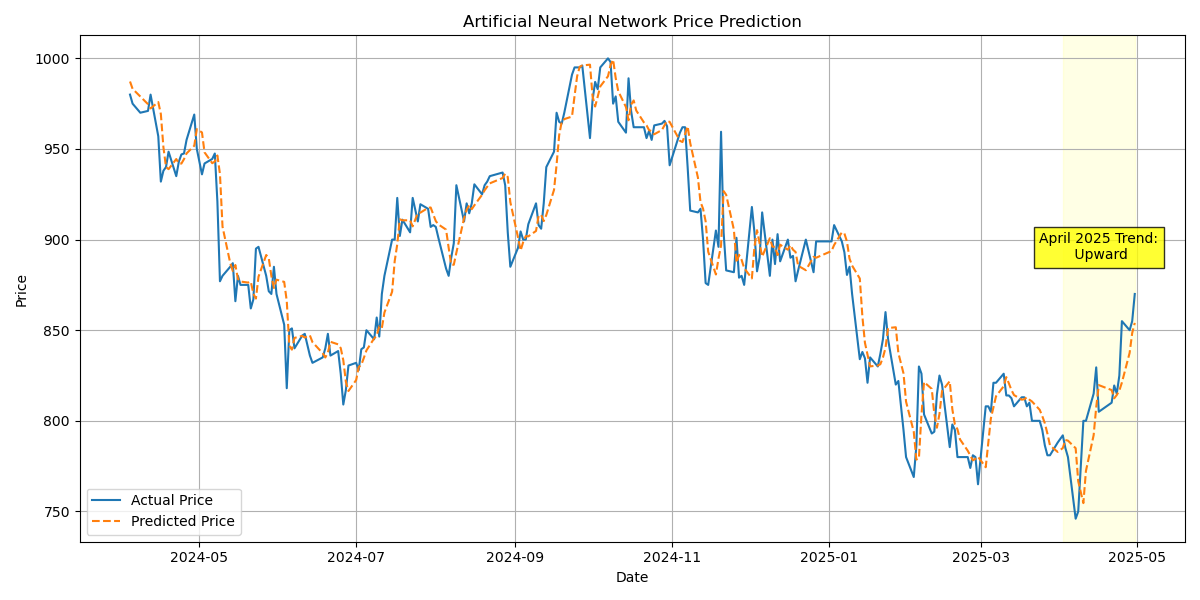 Artificial Neural Network Price Prediction
1000
950
900
850
800
750
Price
April 2025 Trend:
Upward
Actual Price
Predicted Price
2024-05 2024-07 2024-09 2024-11 2025-01 2025-03 2025-05
Date